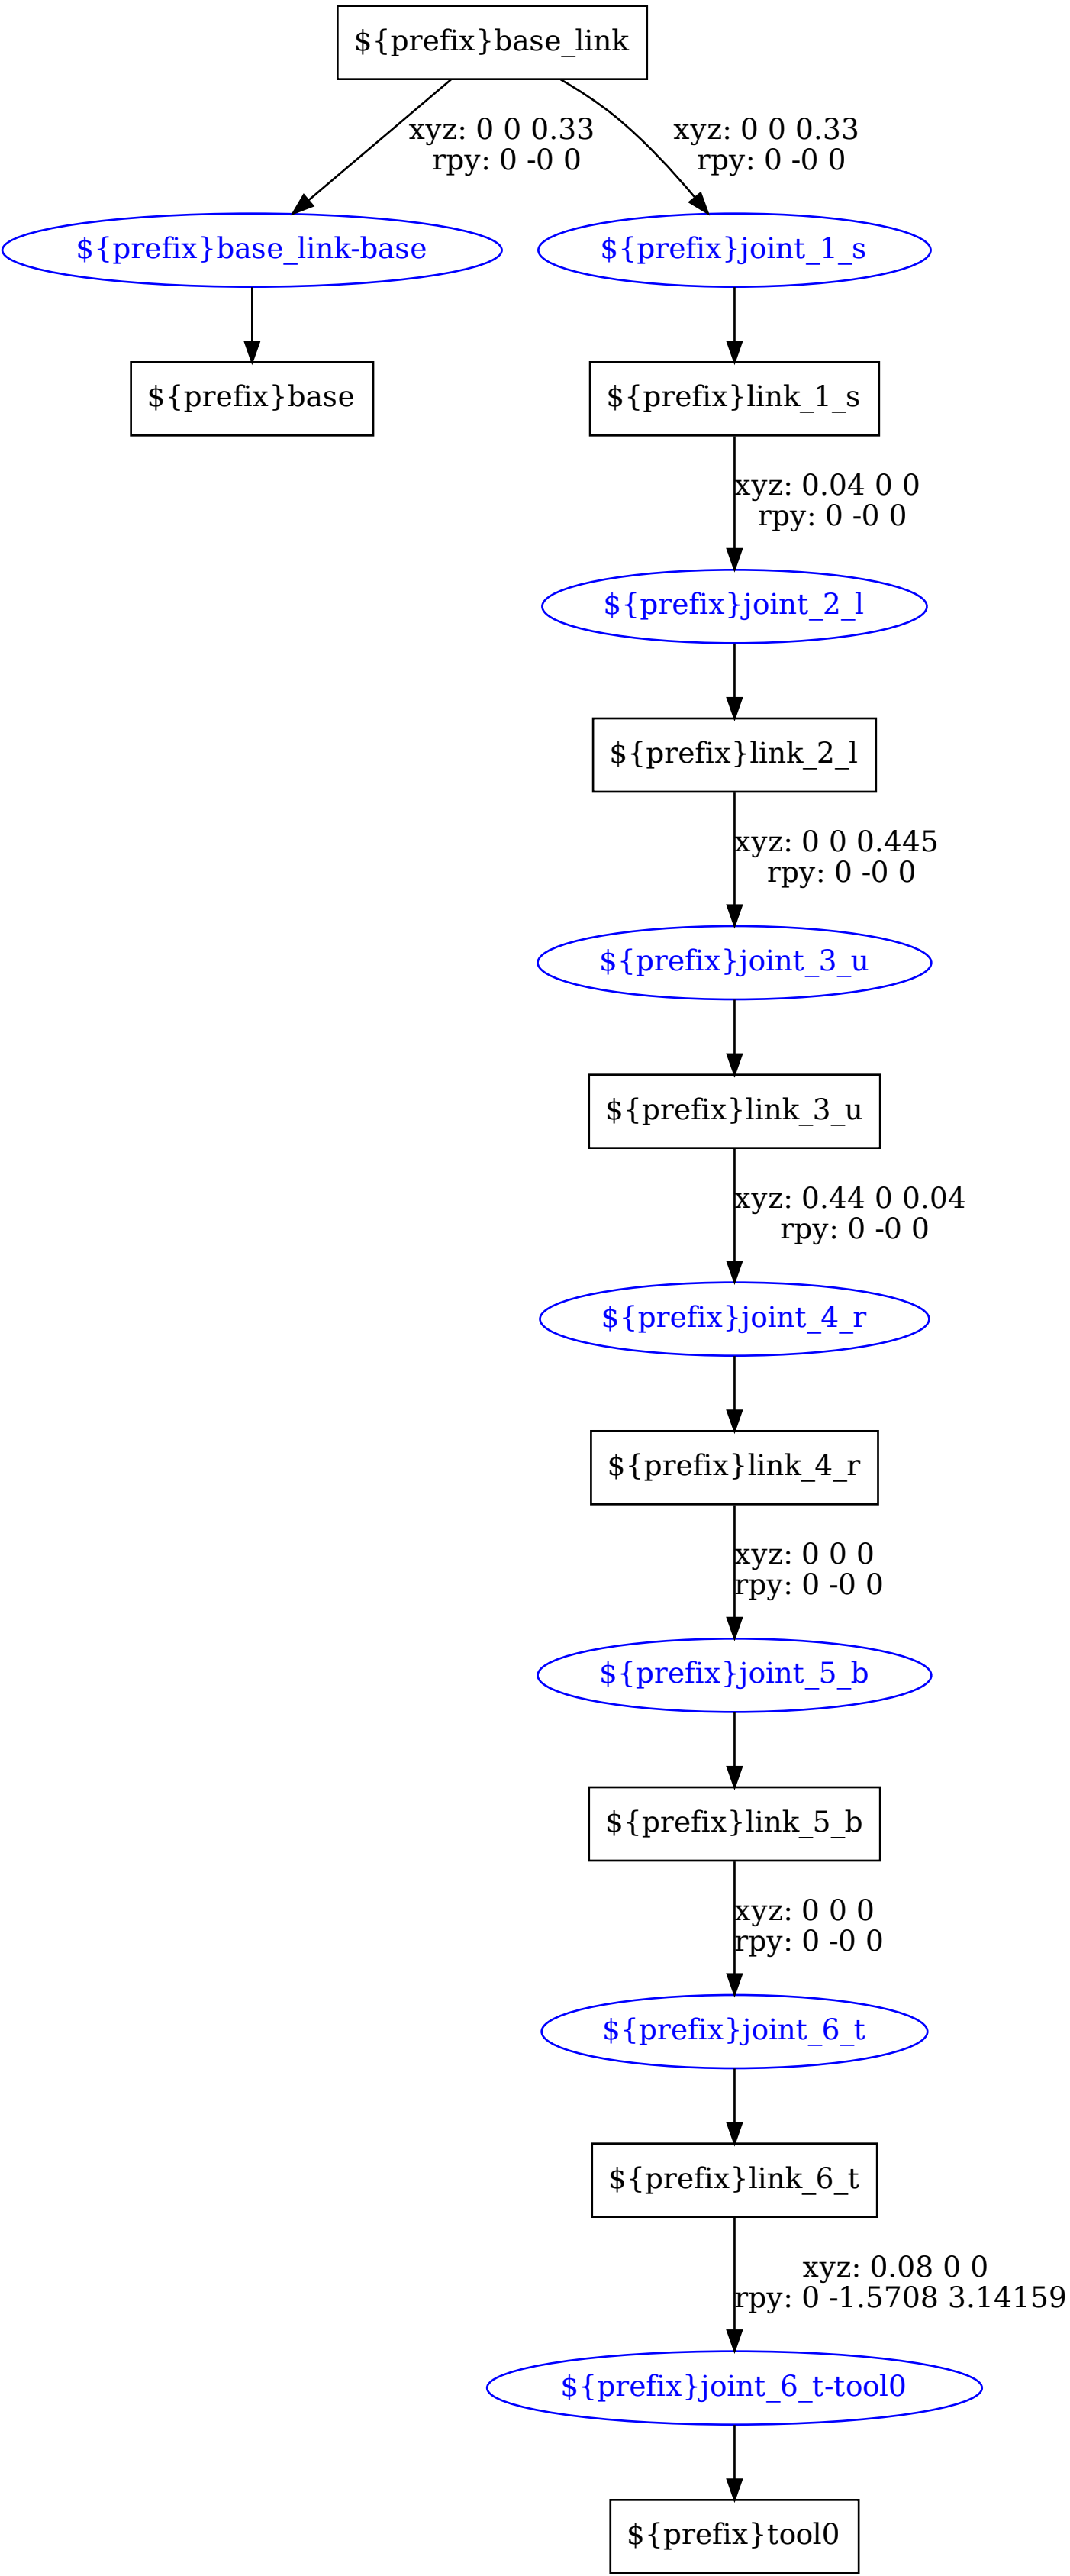 ${prefix}base_link
xyz: 0 0 0.33
rpy: 0 -0 0
xyz: 0 0 0.33
rpy: 0 -0 0
${prefix}base_link-base
${prefix}joint_1_s
${prefix}base
${prefix}link_1_s
xyz: 0.04 0 0
rpy: 0 -0 0
${prefix}joint_2_l
${prefix}link_2_l
xyz: 0 0 0.445
rpy: 0 -0 0
${prefix}joint_3_u
${prefix}link_3_u
xyz: 0.44 0 0.04
rpy: 0 -0 0
${prefix}joint_4_r
${prefix}link_4_r
xyz: 0 0 0
rpy: 0 -0 0
${prefix}joint_5_b
${prefix}link_5_b
xyz: 0 0 0
rpy: 0 -0 0
${prefix}joint_6_t
${prefix}link_6_t
xyz: 0.08 0 0
rpy: 0 -1.5708 3.14159
${prefix}joint_6_t-tool0
${prefix}tool0